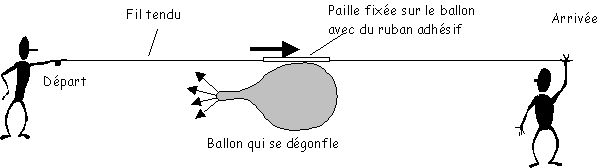 Fil tendu
Paille fixée sur le ballon
avec du ruban adhésif
Arrivée
Départ
Ballon qui se dégonfle